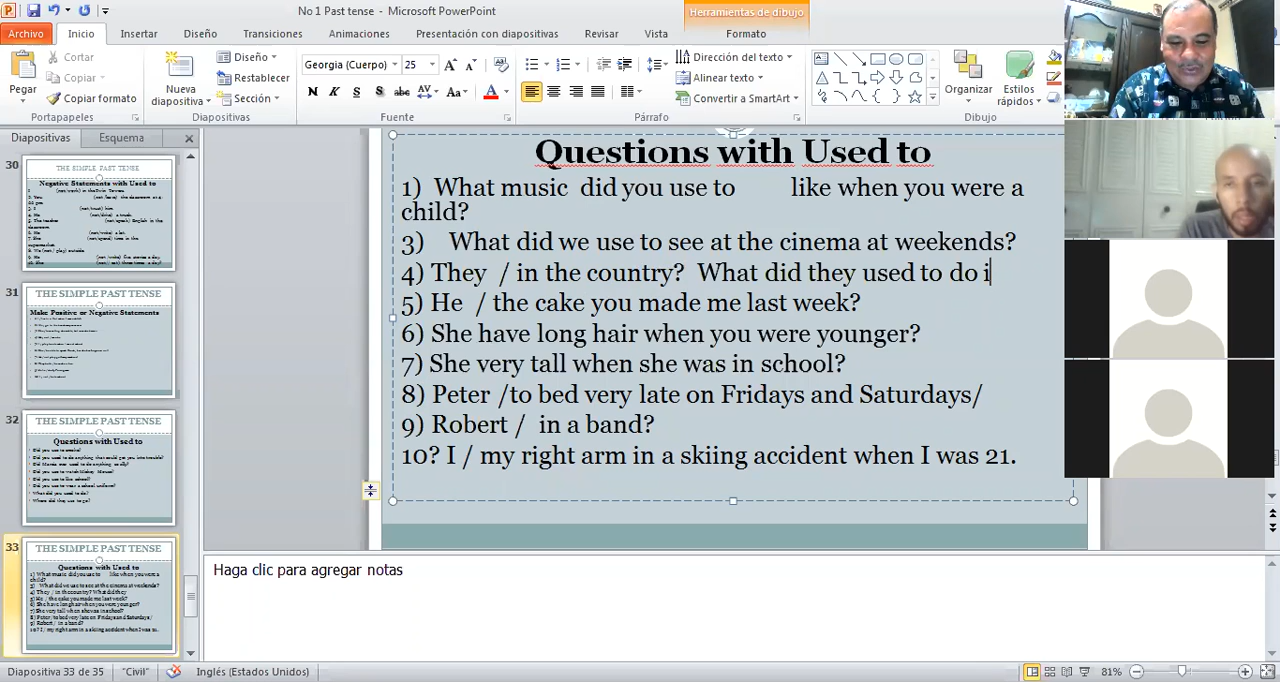 No 1 Past tense - Microsoft PowerPoint
Herramientas de dibujo
Archivo Inicio Insertar Diseño Transiciones Animaciones Presentación con diapositivas Revisar Vista Formato
Pegar
Cortar
Copiar
Copiar formato
Portapapeles
Nueva diapositiva
Diseño
Restablecer
Sección
Diapositivas
Georgia (Cuerpo) 25
Fuente
Dirección del texto
Alinear texto
Convertir a SmartArt
Párrafo
Organizar
Estilos rápidos
Dibujo
Diapositivas Esquema
30
THE SIMPLE PAST TENSE
Negative Statements with Used to
31
THE SIMPLE PAST TENSE
Make Positive or Negative Statements
32
THE SIMPLE PAST TENSE
Questions with Used to
33
THE SIMPLE PAST TENSE
Questions with Used to
Questions with Used to
1) What music did you use to like when you were a
child?
3) What did we use to see at the cinema at weekends?
4) They / in the country? What did they used to do i
5) He / the cake you made me last week?
6) She have long hair when you were younger?
7) She very tall when she was in school?
8) Peter /to bed very late on Fridays and Saturdays/
9) Robert / in a band?
10? I / my right arm in a skiing accident when I was 21.
Haga clic para agregar notas
Diapositiva 33 de 35 "Civil" Inglés (Estados Unidos) 81%